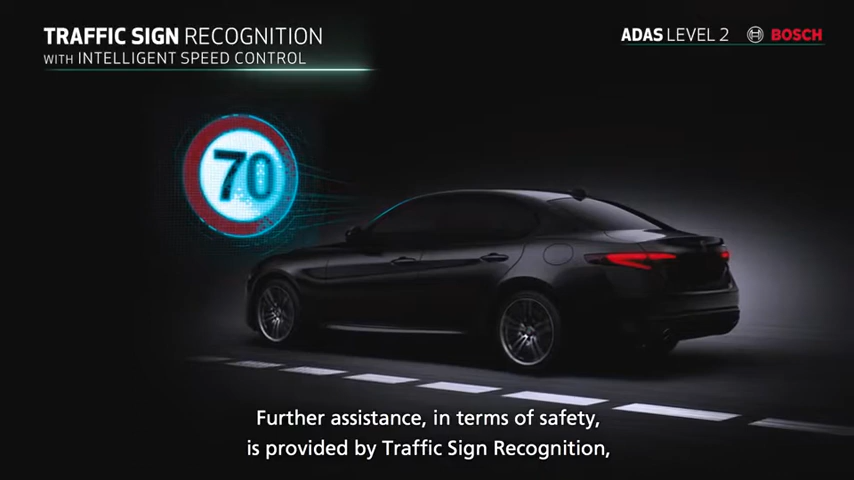 TRAFFIC SIGN RECOGNITION
WITH INTELLIGENT SPEED CONTROL
ADAS LEVEL 2 BOSCH
70
Further assistance, in terms of safety,
is provided by Traffic Sign Recognition,